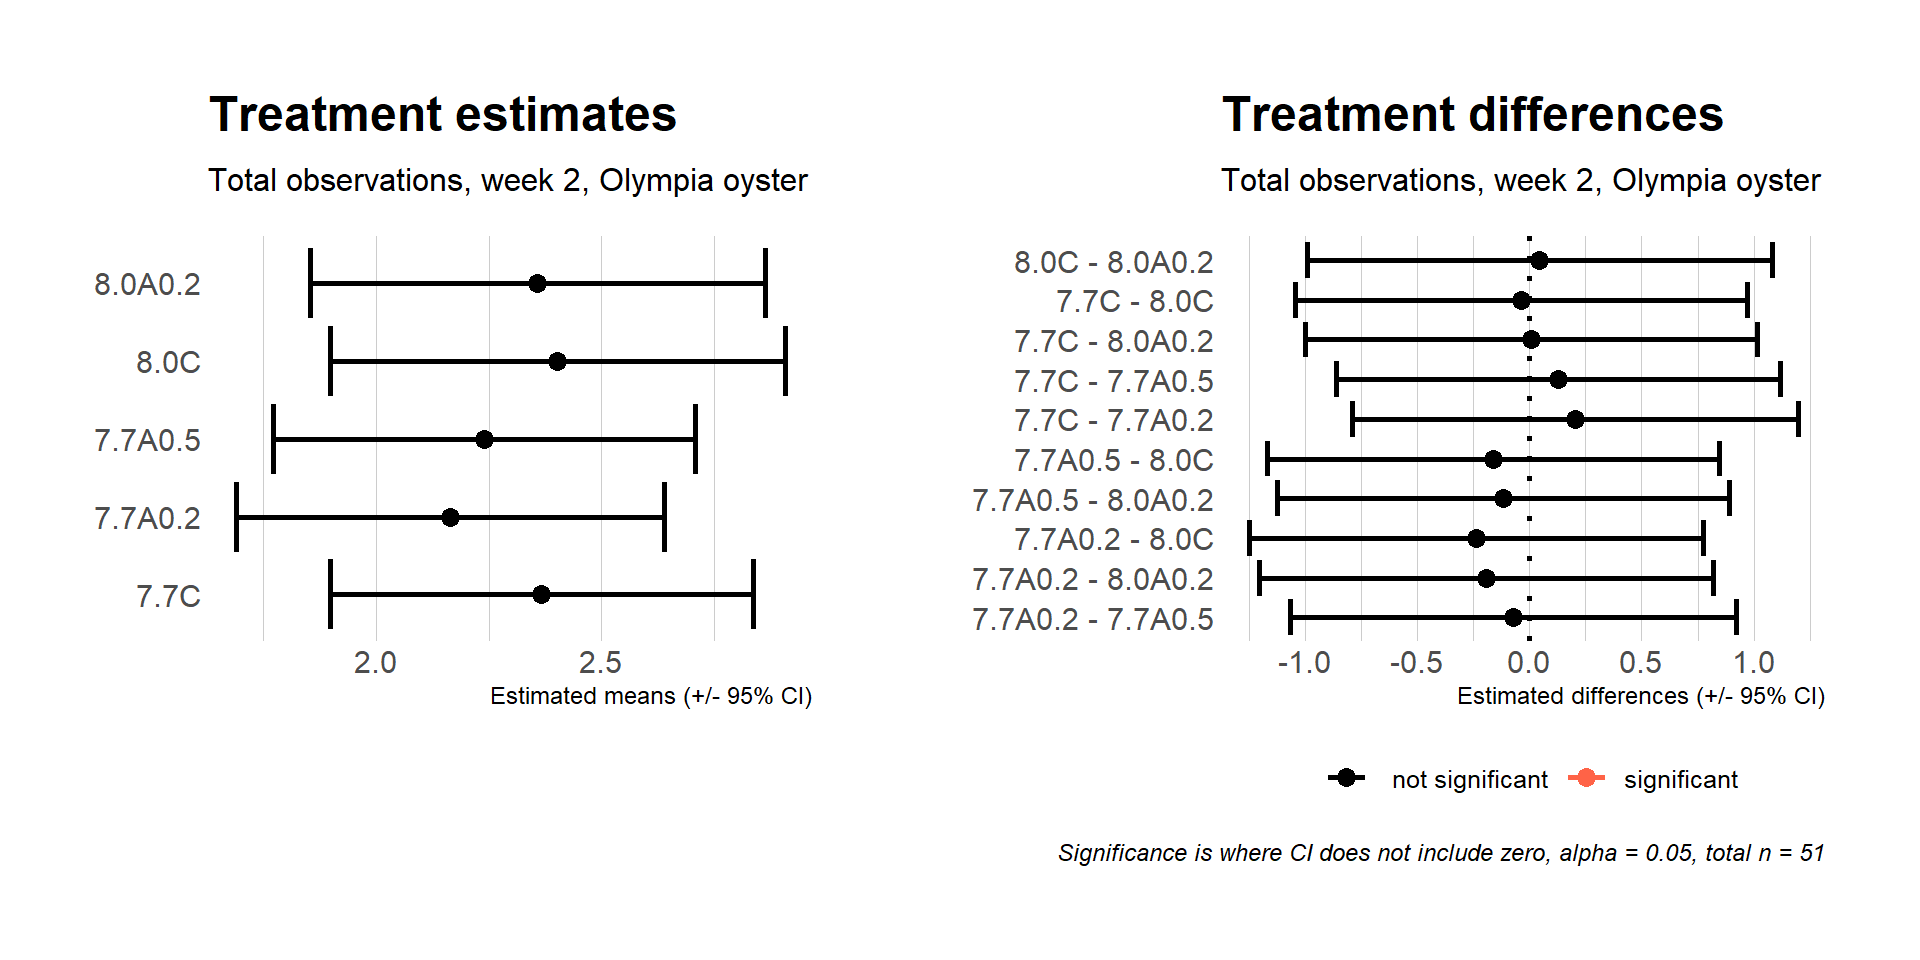 Treatment estimates
Total observations, week 2, Olympia oyster
8.0A0.2
8.0C
7.7A0.5
7.7A0.2
7.7C
2.0 2.5
Estimated means (+/- 95% CI)
Treatment differences
Total observations, week 2, Olympia oyster
8.0C - 8.0A0.2
7.7C - 8.0C
7.7C - 8.0A0.2
7.7C - 7.7A0.5
7.7C - 7.7A0.2
7.7A0.5 - 8.0C
7.7A0.5 - 8.0A0.2
7.7A0.2 - 8.0C
7.7A0.2 - 8.0A0.2
7.7A0.2 - 7.7A0.5
-1.0 -0.5 0.0 0.5 1.0
Estimated differences (+/- 95% CI)
not significant significant
Significance is where CI does not include zero, alpha = 0.05, total n = 51